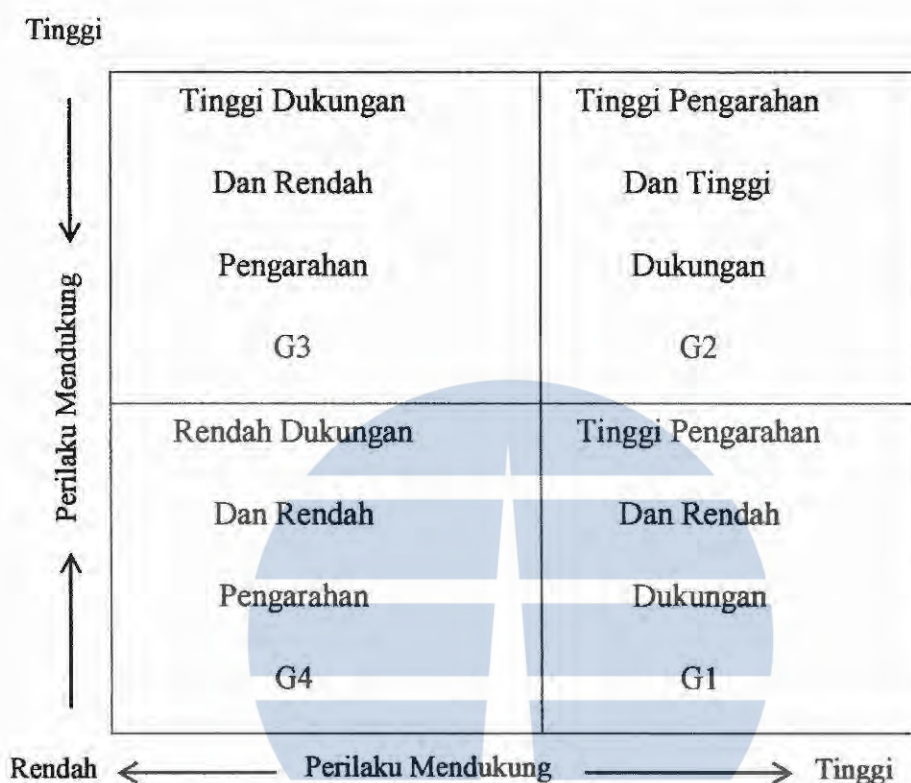 Tinggi
Tinggi Dukungan
Dan Rendah
Pengarahan
G3
Tinggi Pengarahan
Dan Tinggi
Dukungan
G2
Perilaku Mendukung
Rendah Dukungan
Dan Rendah
Pengarahan
G4
Tinggi Pengarahan
Dan Rendah
Dukungan
G1
Rendah
Perilaku Mendukung
Tinggi